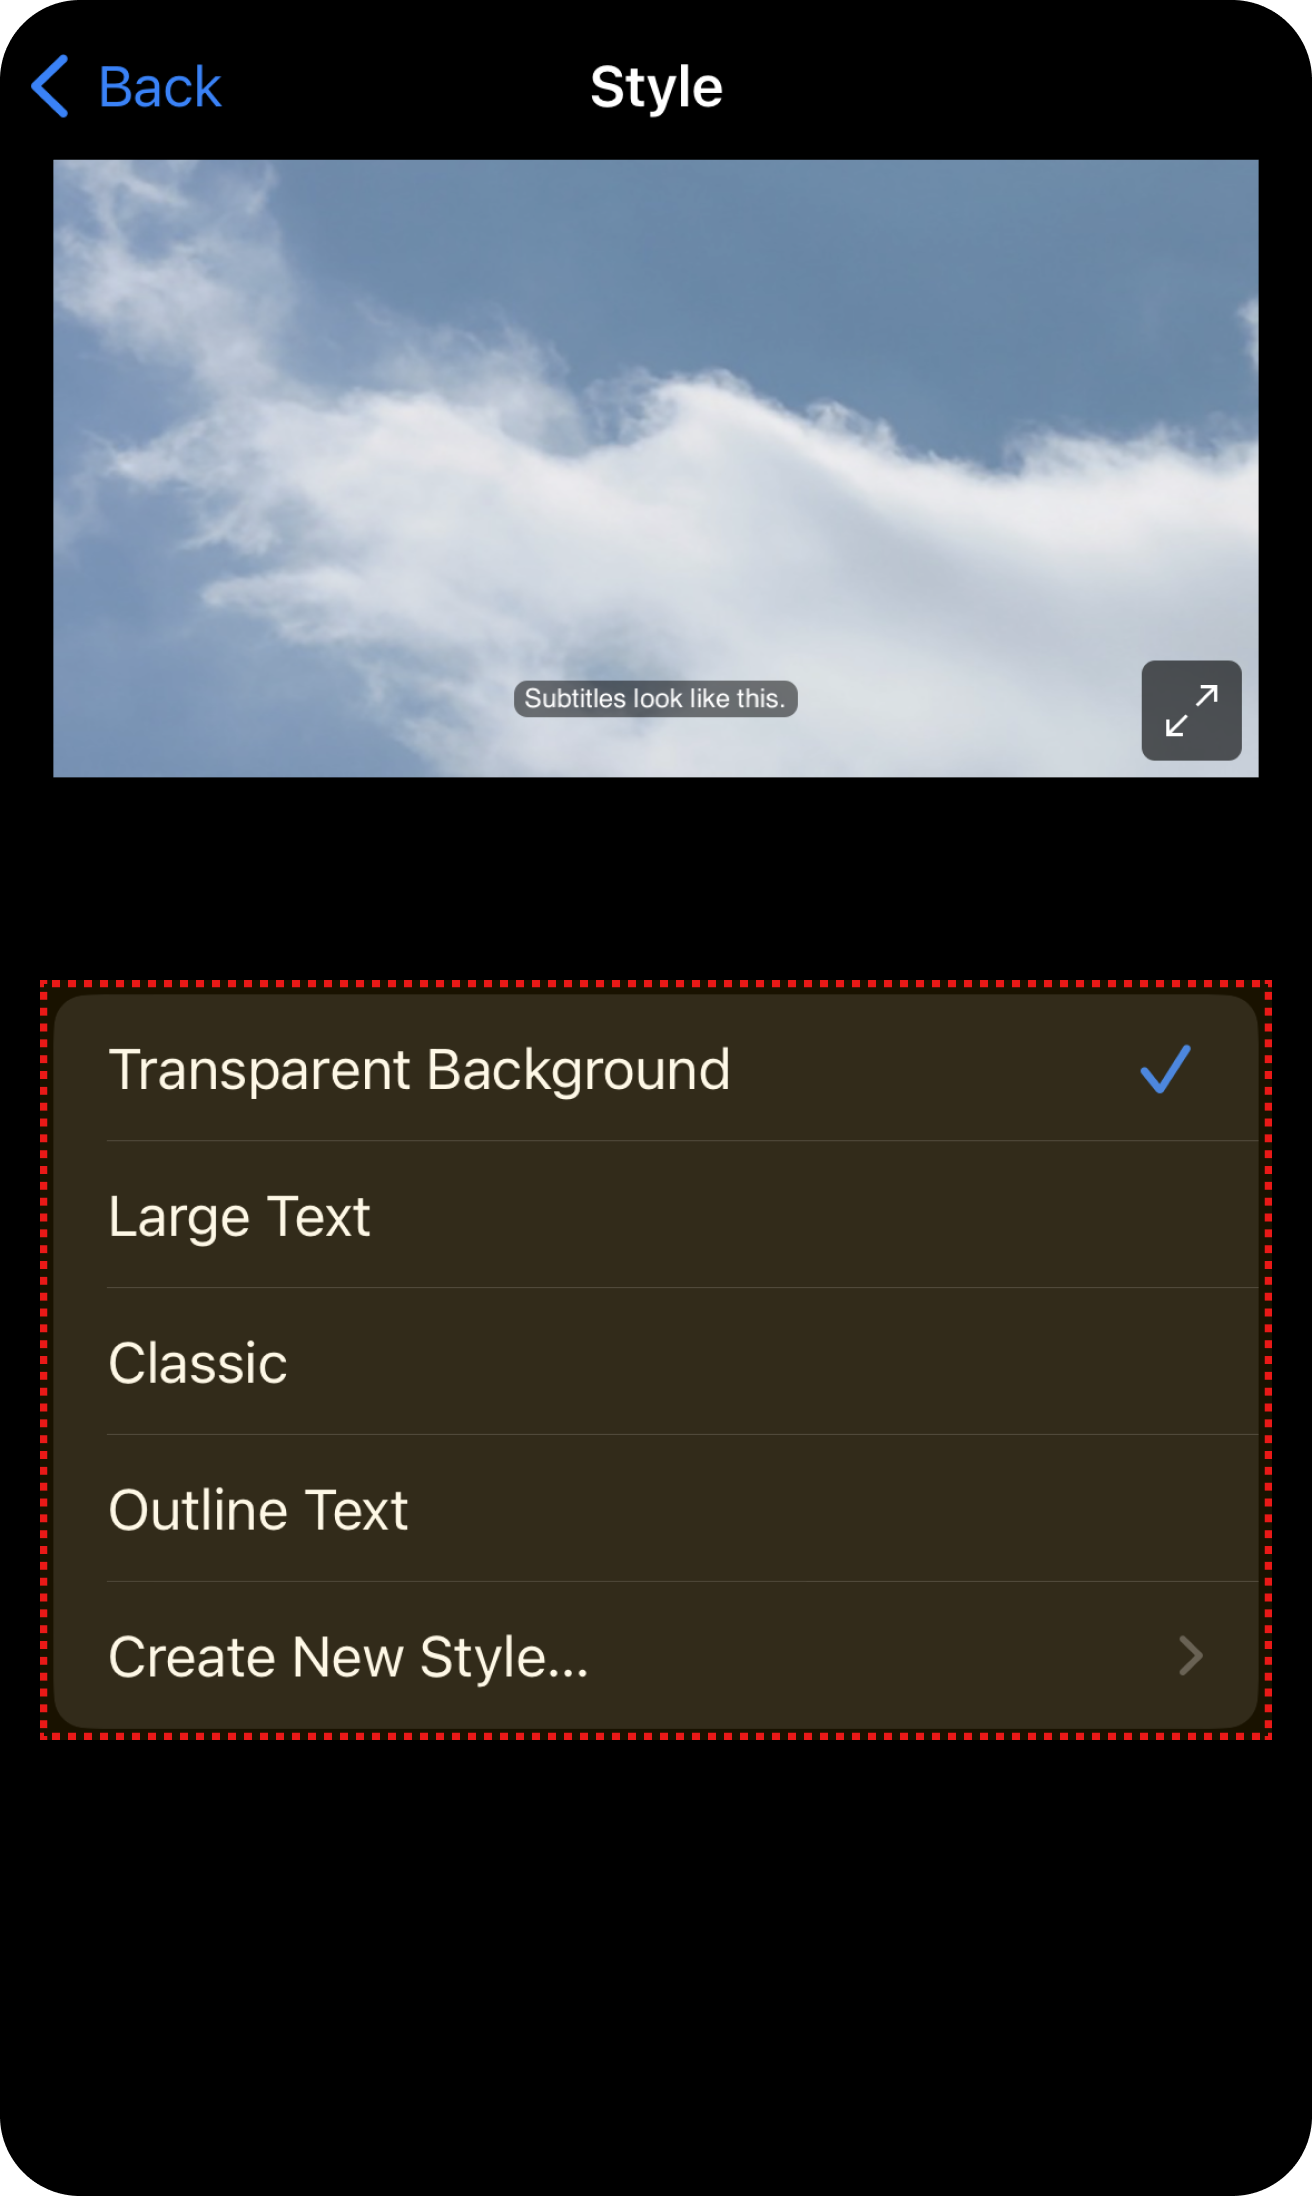 Back
Style
Subtitles look like this.
Transparent Background
Large Text
Classic
Outline Text
Create New Style...